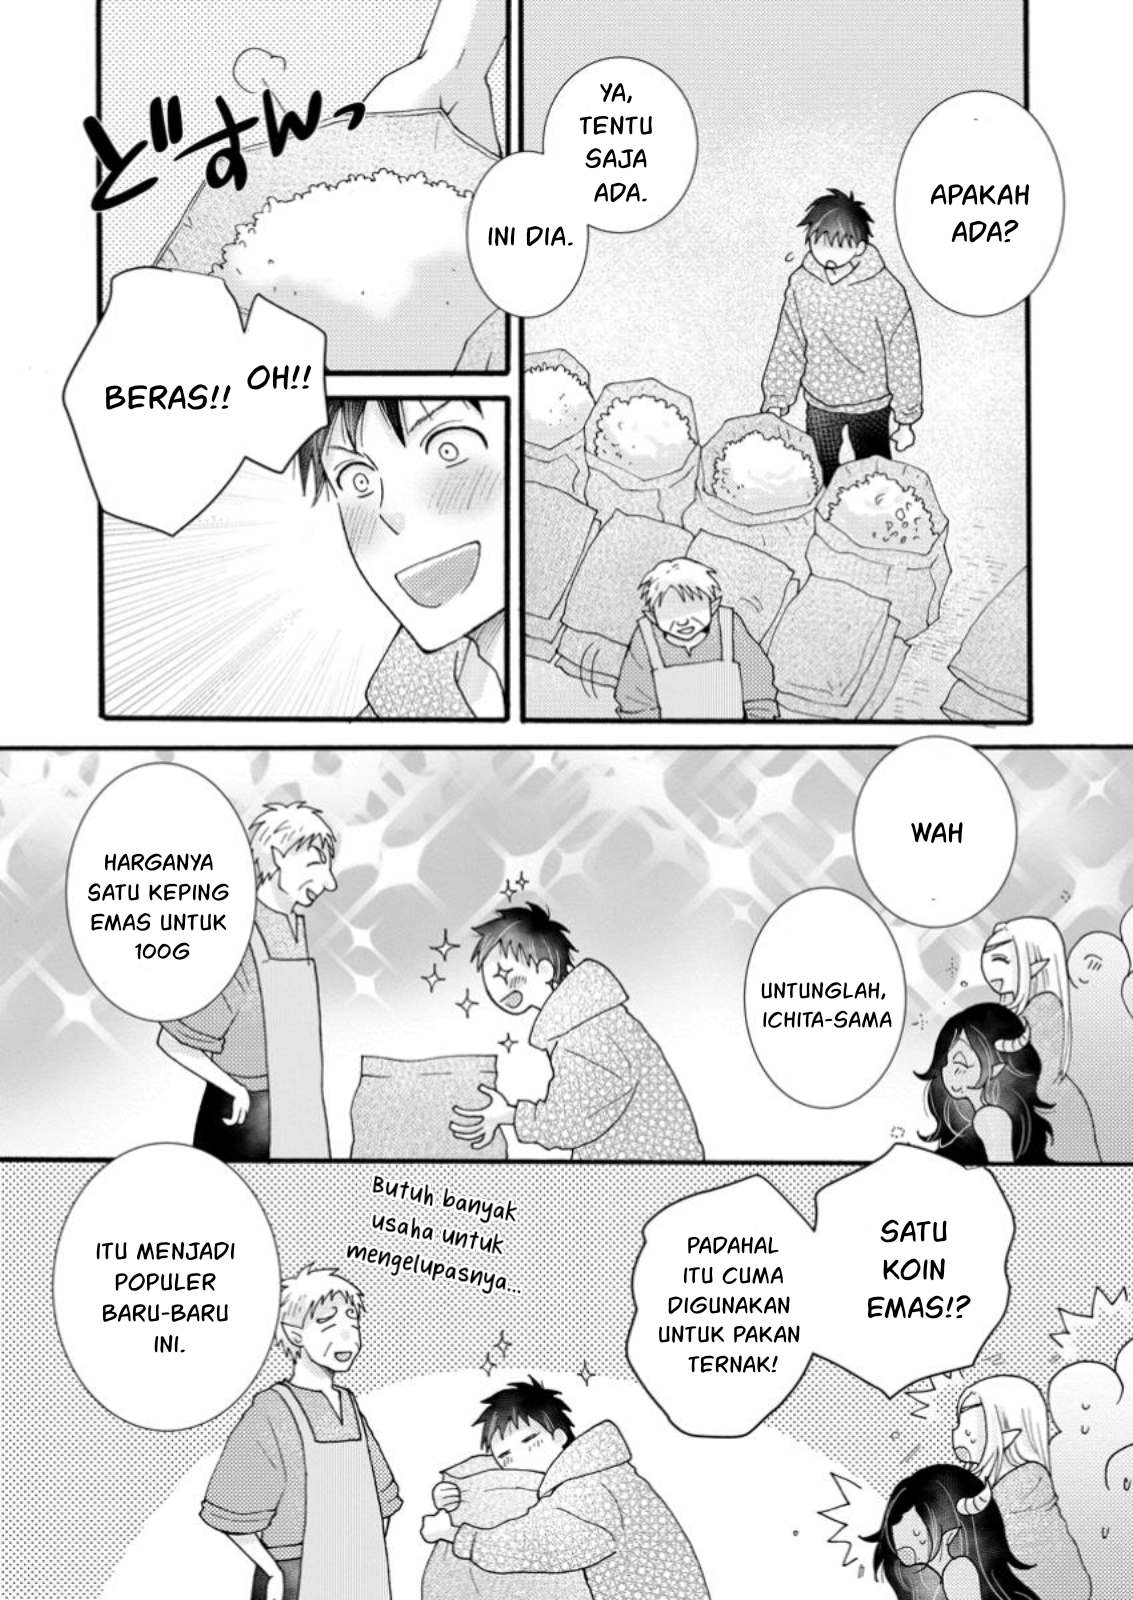 APAKAH
ADA?
YA,
TENTU
SAJA
ADA.
INI DIA.
どすんっ
OH!!
BERAS!!
WAH
UNTUNGLAH,
ICHITA-SAMA
HARGANYA
SATU KEPING
EMAS UNTUK
100G
SATU
KOIN
EMAS!?
PADAHAL
ITU CUMA
DIGUNAKAN
UNTUK PAKAN
TERNAK!
Butuh banyak
usaha untuk
mengelupasnya...
ITU MENJADI
POPULER
BARU-BARU
INI.